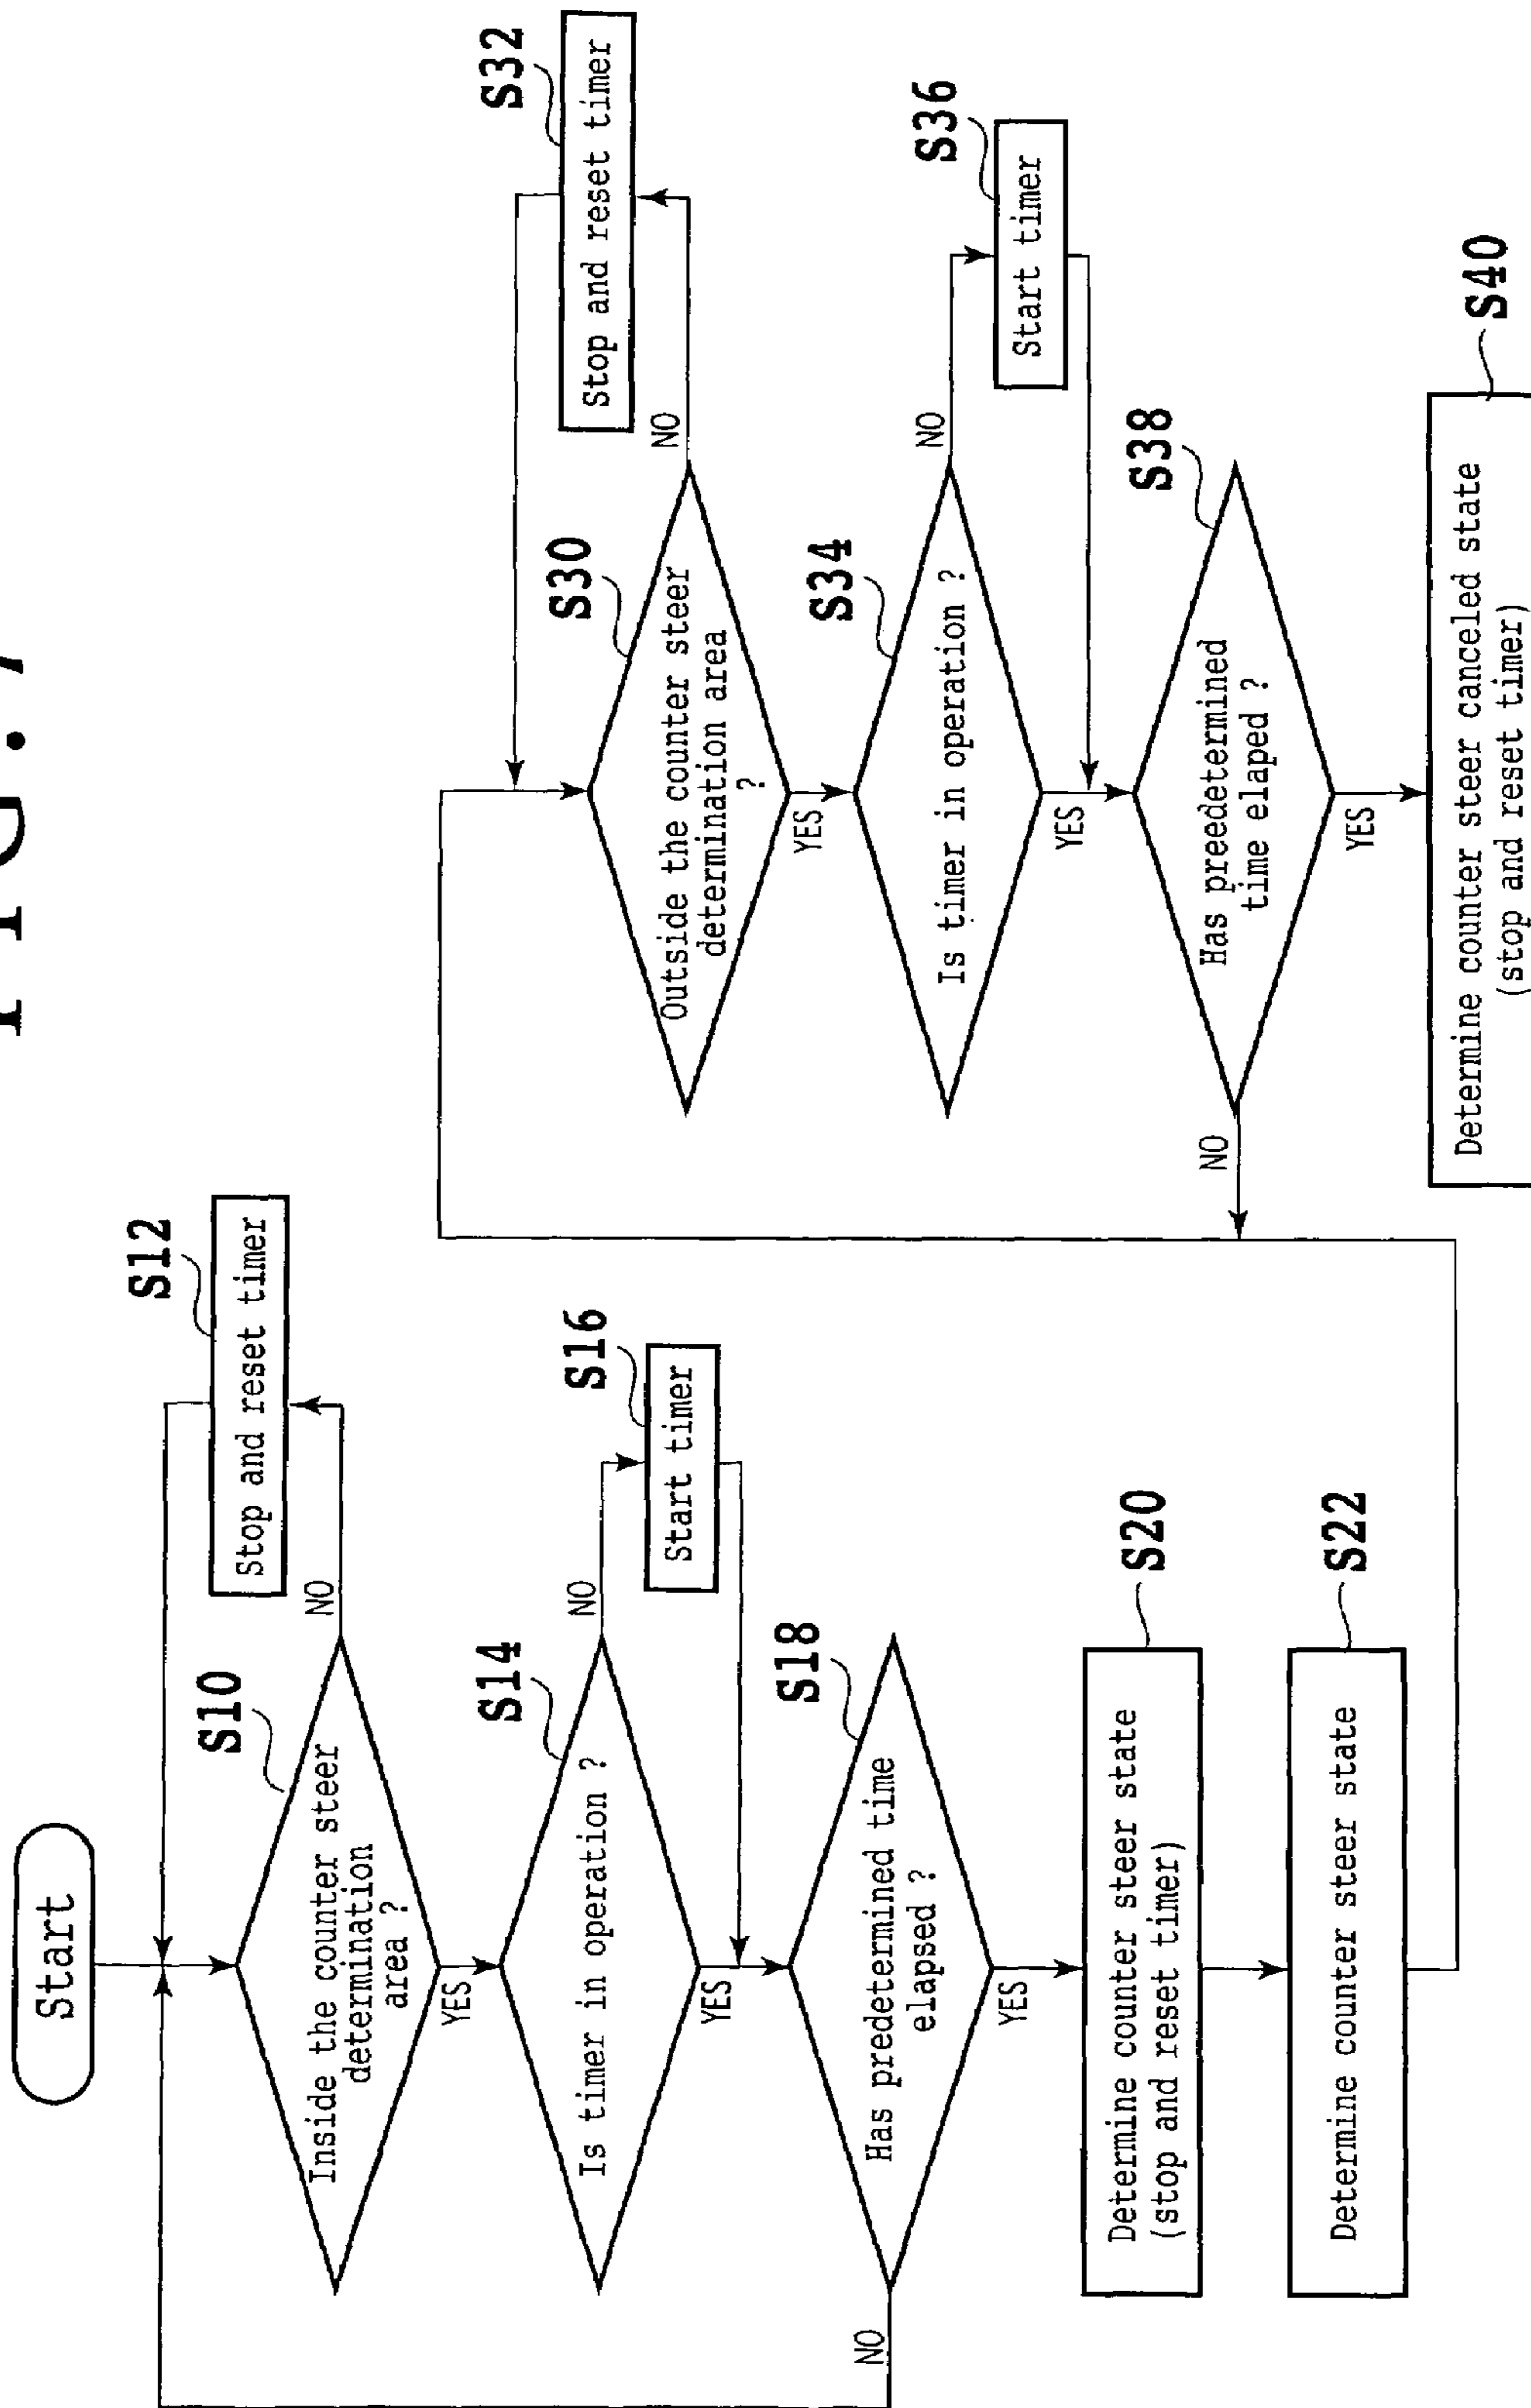 FIG. 7
Start
S10
Inside the counter steer
determination
area ?
NO
YES
S12
Stop and reset timer
S14
Is timer in operation ?
NO
YES
S16
Start timer
S18
Has predetermined time
elapsed ?
NO
YES
S20
Determine counter steer state
(stop and reset timer)
S22
Determine counter steer state
S30
Outside the counter steer
determination area
?
NO
YES
S32
Stop and reset timer
S34
Is timer in operation ?
NO
YES
S36
Start timer
S38
Has preedetermined
time elaped ?
NO
YES
S40
Determine counter steer canceled state
(stop and reset timer)